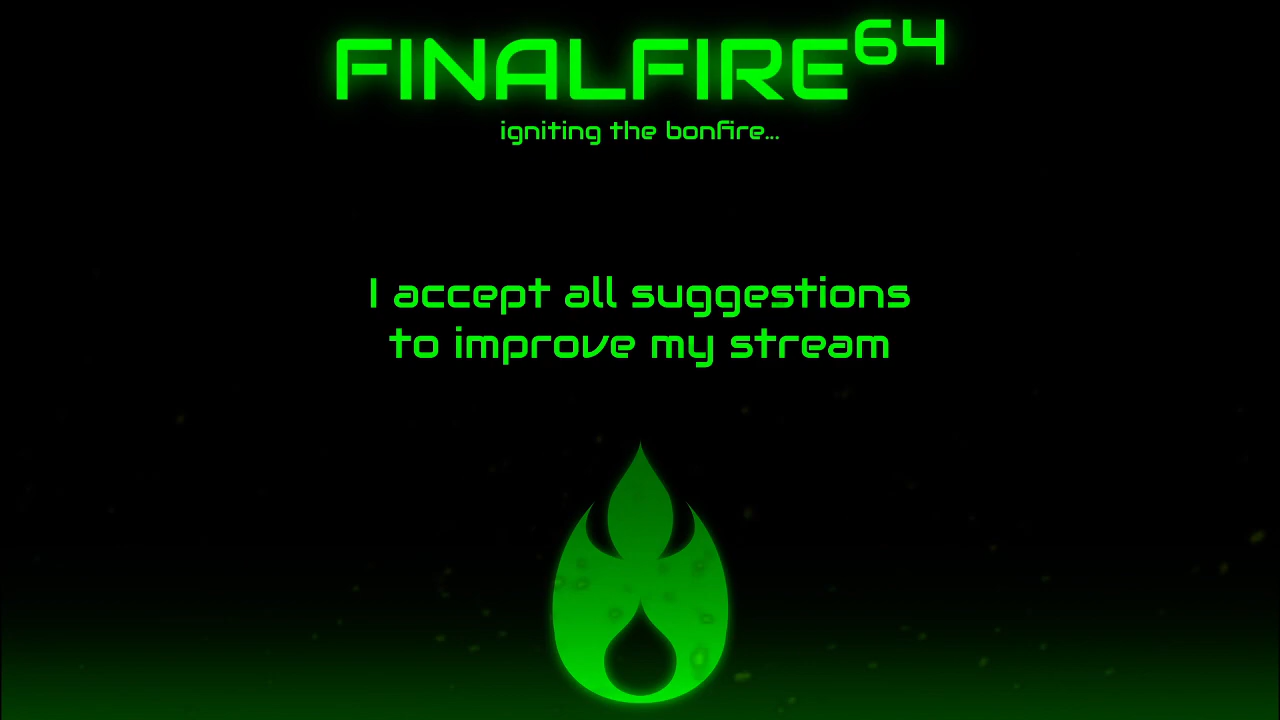 FINALFIRE64
igniting the bonfire...
I accept all suggestions
to improve my stream